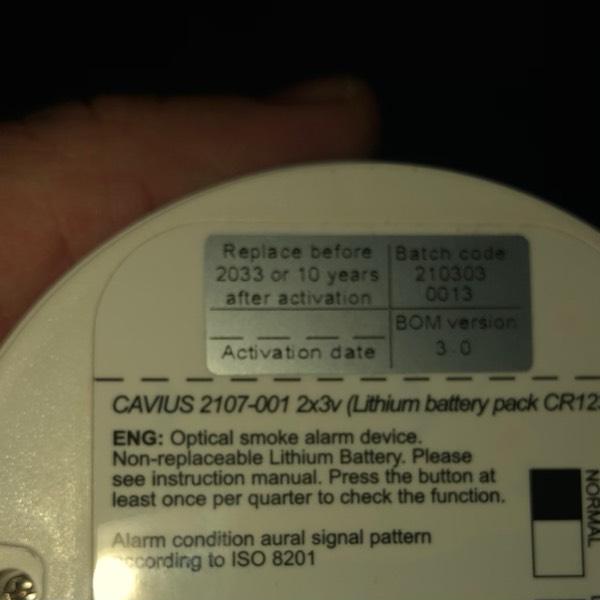 Replace before
2033 or 10 years
after activation
Activation date
Batch code
210303
0013
BOM version
3.0
CAVIUS 2107-001 2x3v (Lithium battery pack CR123
ENG: Optical smoke alarm device.
Non-replaceable Lithium Battery. Please
see instruction manual. Press the button at
least once per quarter to check the function.
Alarm condition aural signal pattern
according to ISO 8201
NORMAL